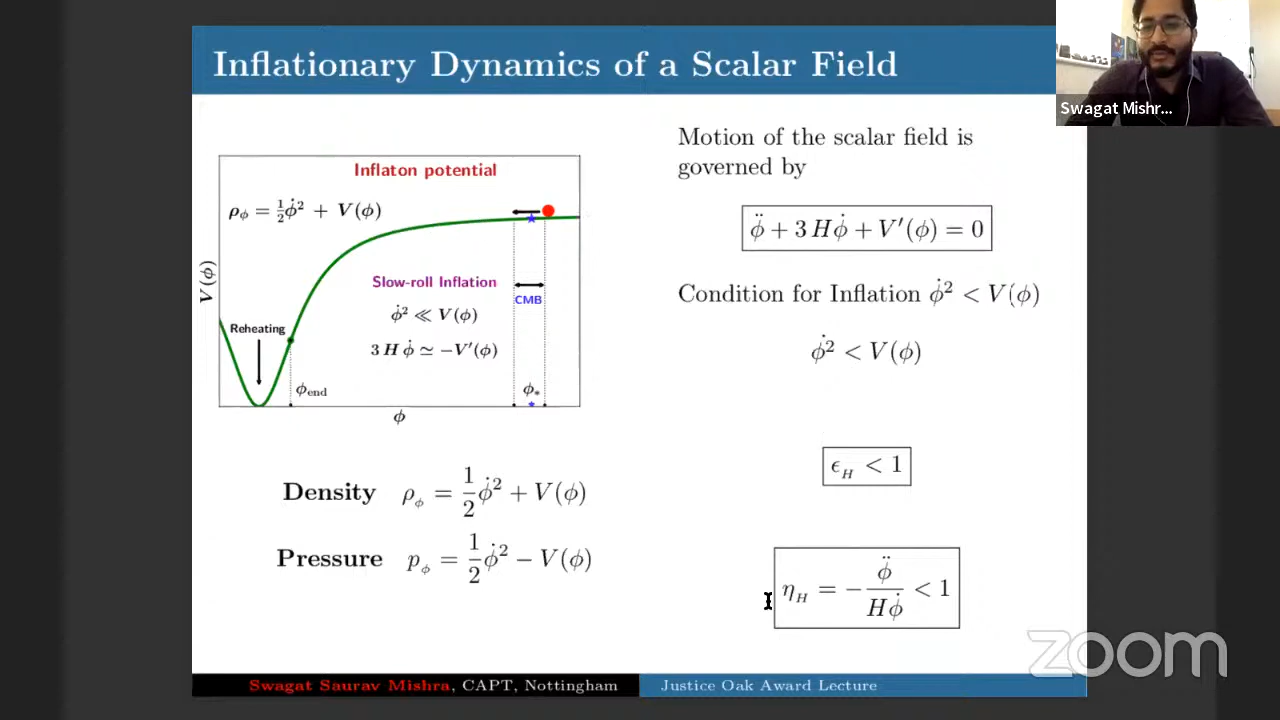 Inflationary Dynamics of a Scalar Field
Swagat Mishr...
Inflaton potential
ρ_ϕ = ½ϕ̇² + V(ϕ)
V(ϕ)
Slow-roll Inflation
ϕ̇² ≪ V(ϕ)
3 H ϕ̇ ≃ −V′(ϕ)
CMB
Reheating
ϕ_end
ϕ_*
ϕ
Density ρ_ϕ = ½ϕ̇² + V(ϕ)
Pressure p_ϕ = ½ϕ̇² − V(ϕ)
Motion of the scalar field is
governed by
ϕ̈ + 3 Hϕ̇ + V′(ϕ) = 0
Condition for Inflation ϕ̇² < V(ϕ)
ϕ̇² < V(ϕ)
ϵ_H < 1
η_H = −ϕ̈/(Hϕ̇) < 1
zoom
Swagat Saurav Mishra, CAPT, Nottingham
Justice Oak Award Lecture